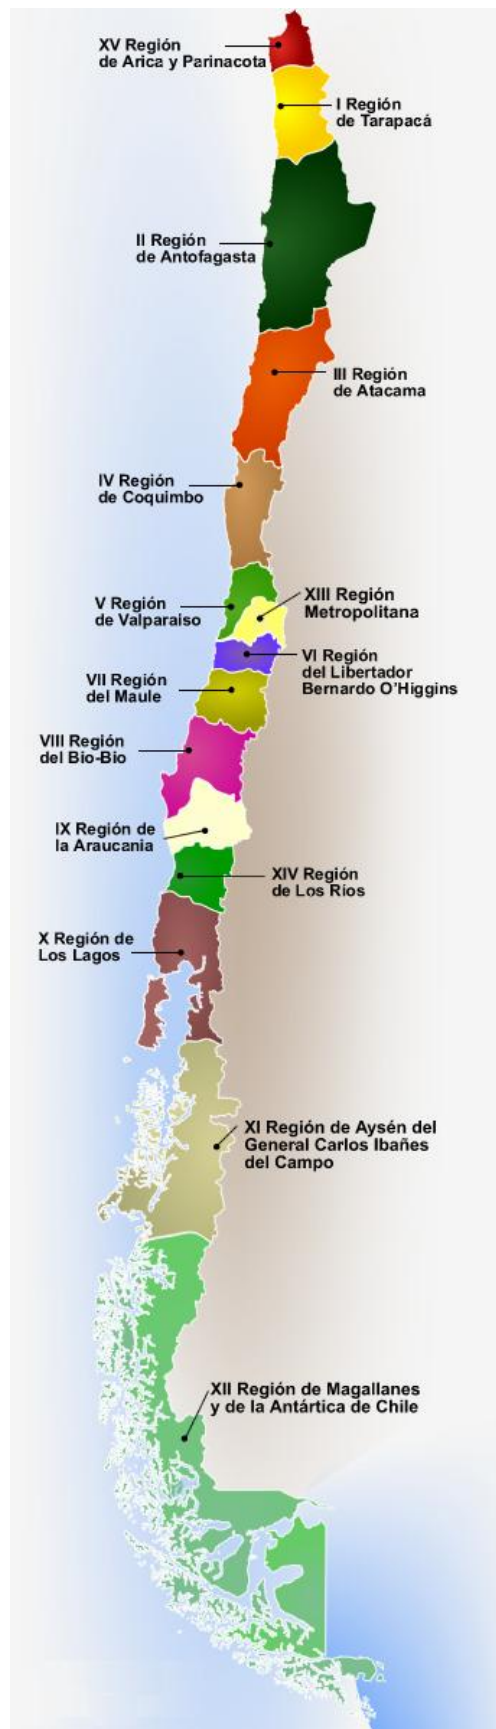 XV Región
de Arica y Parinacota
I Región
de Tarapacá
II Región
de Antofagasta
III Región
de Atacama
IV Región
de Coquimbo
V Región
de Valparaiso
XIII Región
Metropolitana
VI Región
del Libertador
Bernardo O'Higgins
VII Región
del Maule
VIII Región
del Bio-Bio
IX Región de
la Araucania
XIV Región
de Los Ríos
X Región de
Los Lagos
XI Región de Aysén del
General Carlos Ibañes
del Campo
XII Región de Magallanes
y de la Antártica de Chile